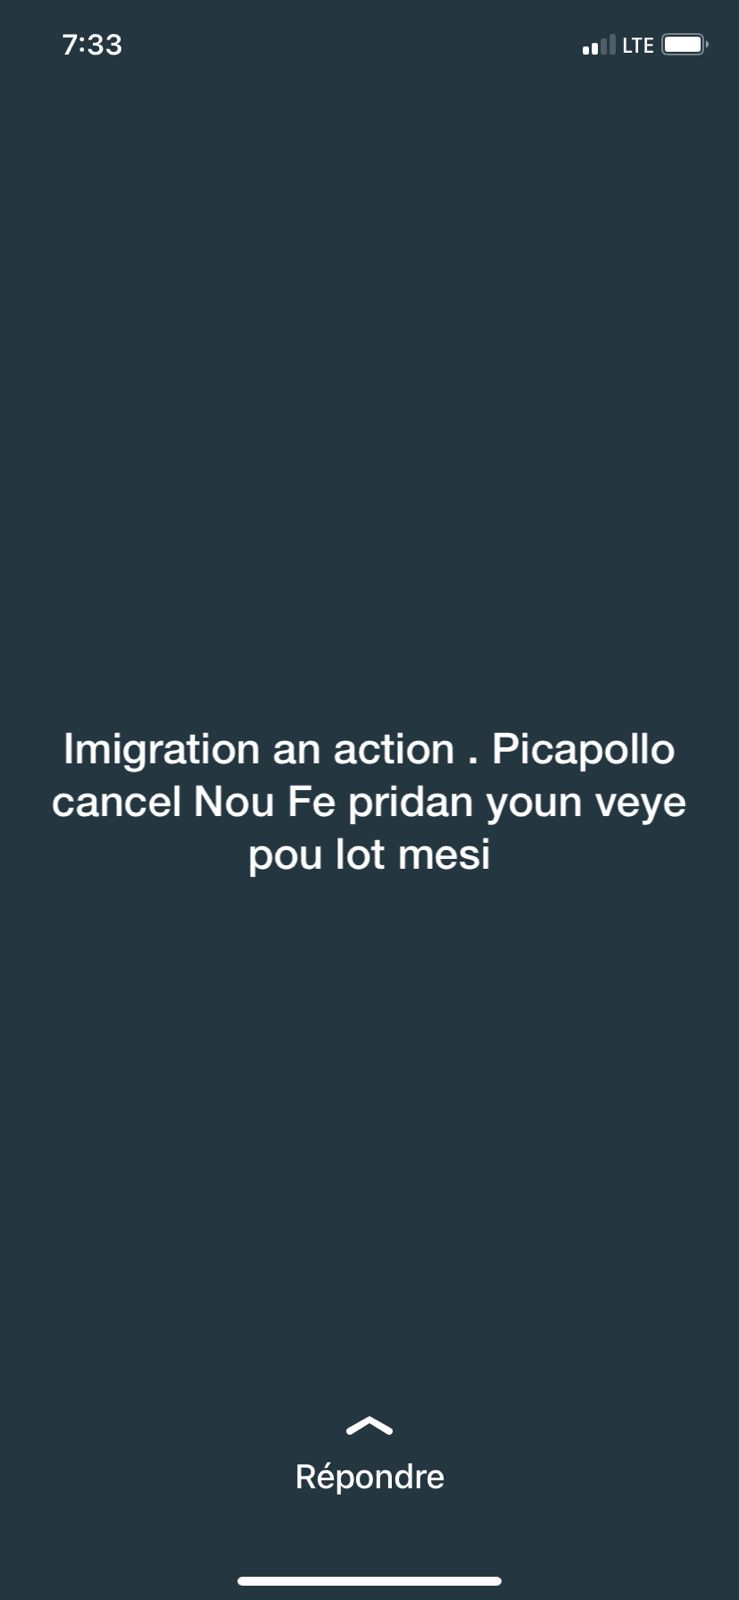 7:33
LTE
Imigration an action . Picapollo
cancel Nou Fe pridan youn veye
pou lot mesi
Répondre